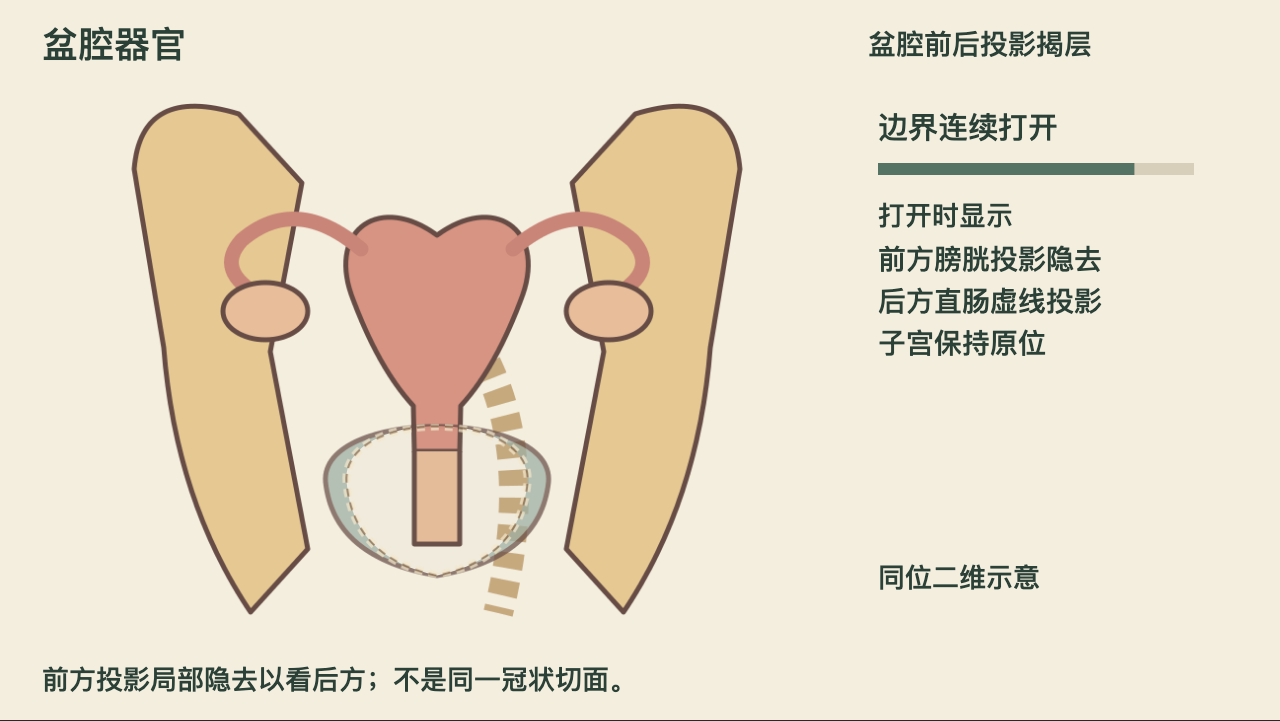 盆腔器官
盆腔前后投影揭层
边界连续打开
打开时显示
前方膀胱投影隐去
后方直肠虚线投影
子宫保持原位
同位二维示意
前方投影局部隐去以看后方；不是同一冠状切面。